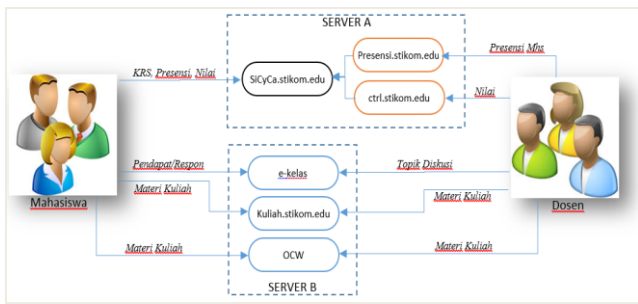 SERVER A
KRS, Presensi, Nilai
SiCyCa.stikom.edu
Presensi.stikom.edu
Presensi Mhs
ctrl.stikom.edu
Nilai
Mahasiswa
Pendapat/Respon
e-kelas
Topik Diskusi
Materi Kuliah
Kuliah.stikom.edu
Materi Kuliah
Dosen
Materi Kuliah
OCW
Materi Kuliah
SERVER B